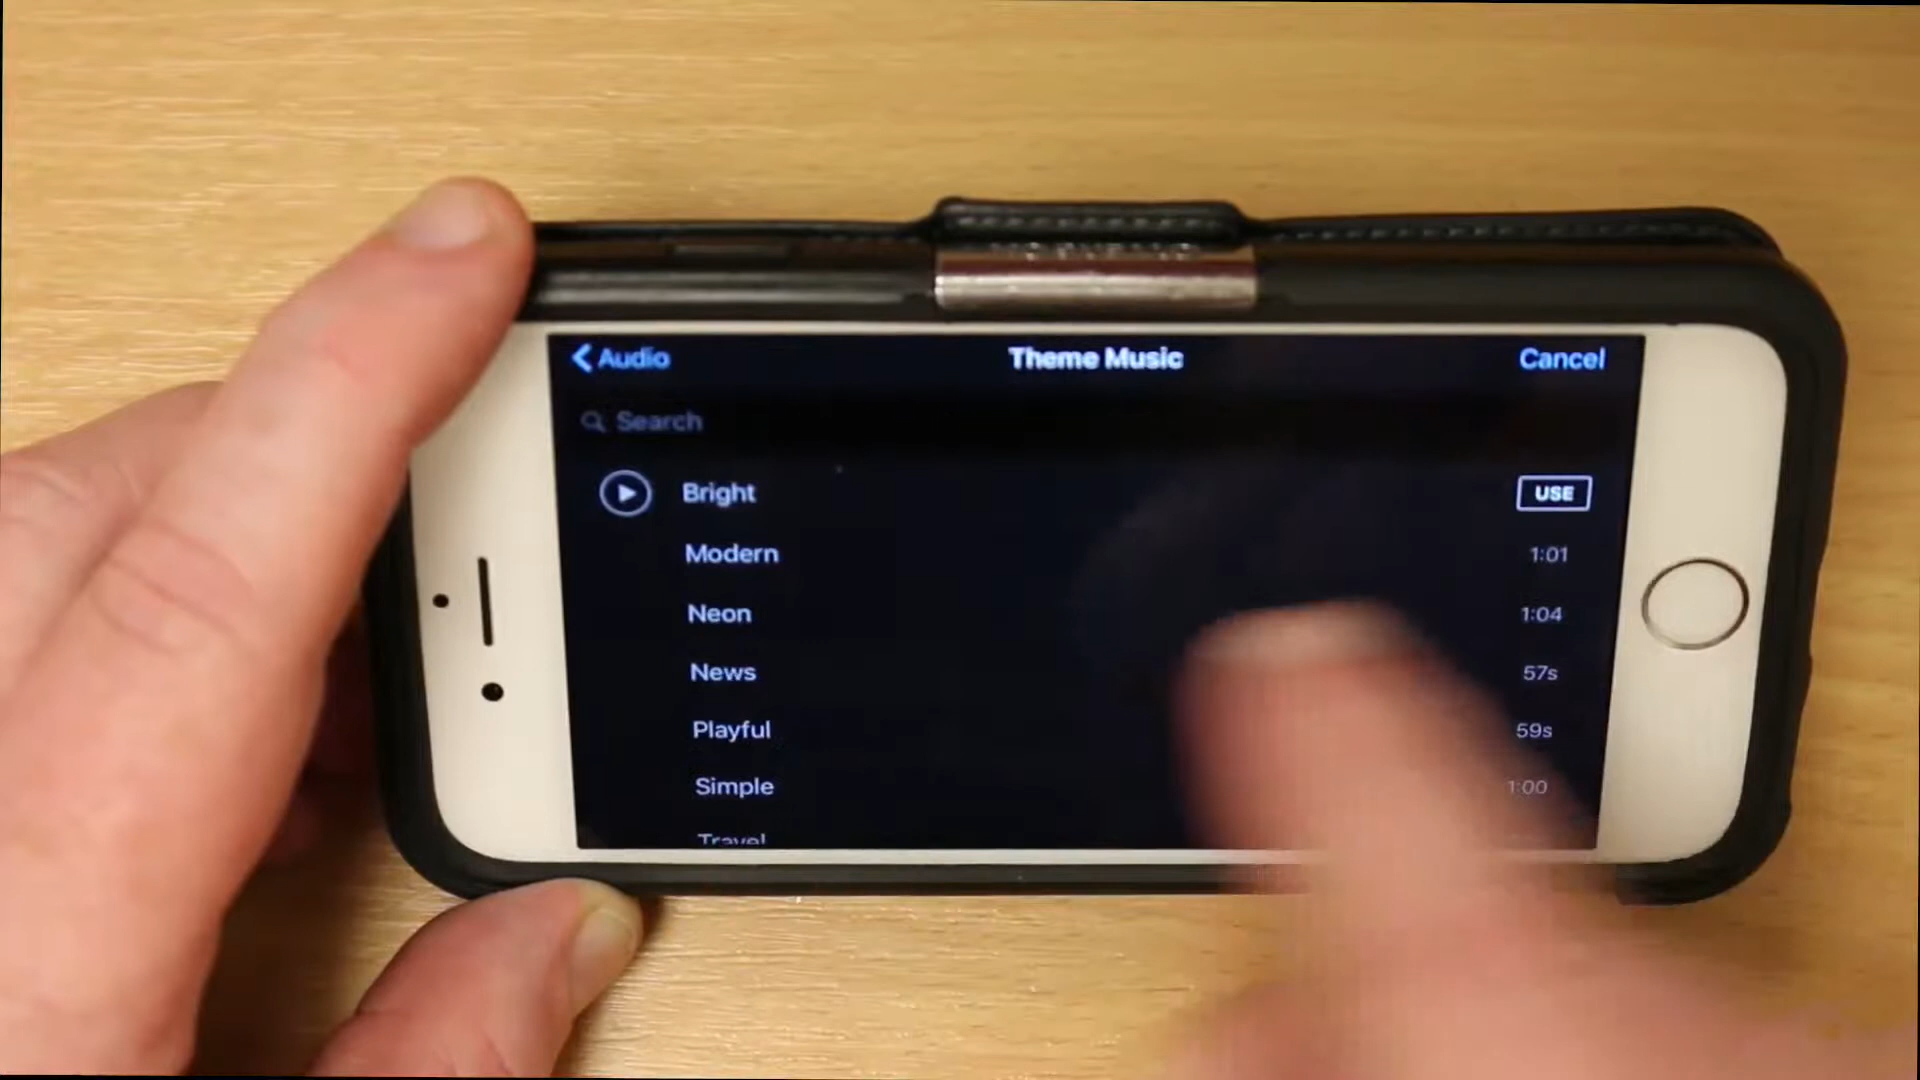 Audio
Theme Music
Cancel
Search
Bright
USE
Modern
1:01
Neon
1:04
News
57s
Playful
59s
Simple
1:00
Travel